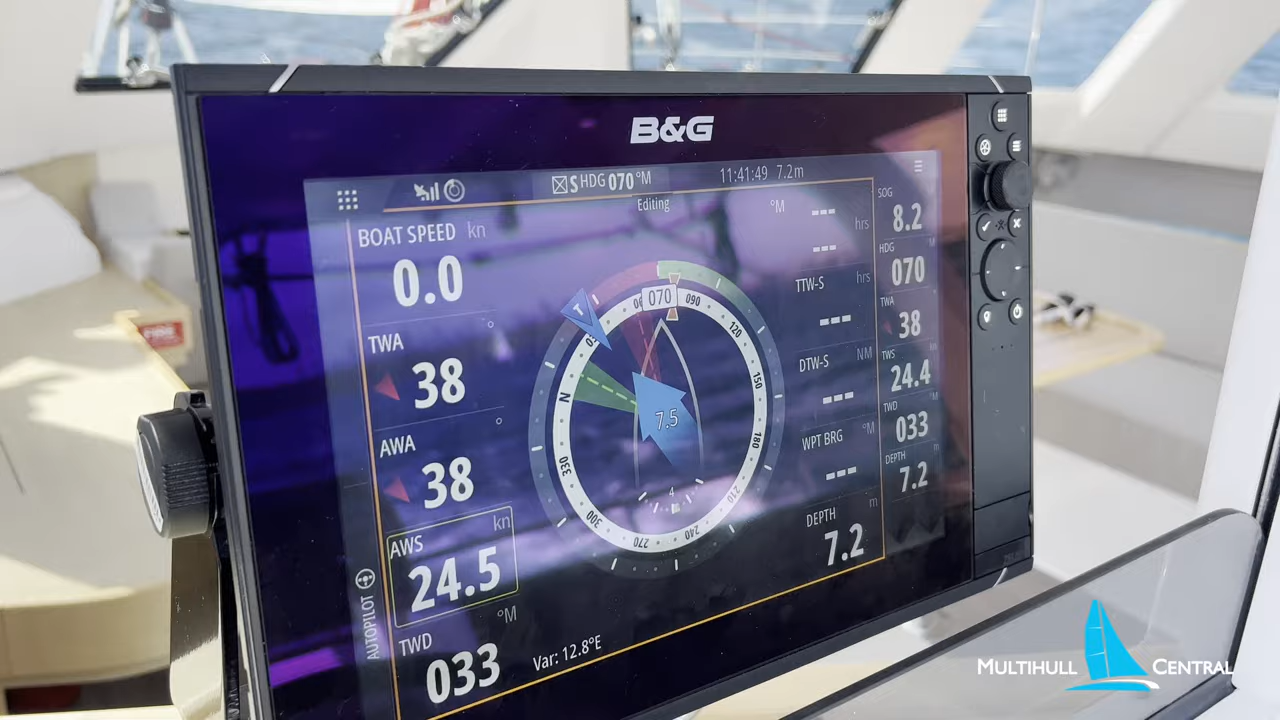 B&G
S HDG 070 °M
11:41:49 7.2m
Editing
BOAT SPEED kn
0.0
TWA °
38
AWA °
38
AWS kn
24.5
TWD °M
033
AUTOPILOT
Var: 12.8°E
070
090
120
150
180
210
240
270
300
330
N
T
7.5
4
°M
---
hrs
---
TTW-S hrs
---
DTW-S NM
---
WPT BRG °M
---
DEPTH m
7.2
SOG
8.2
HDG M
070
TWA °
38
TWS
24.4
TWD M
033
DEPTH
7.2
MULTIHULL CENTRAL